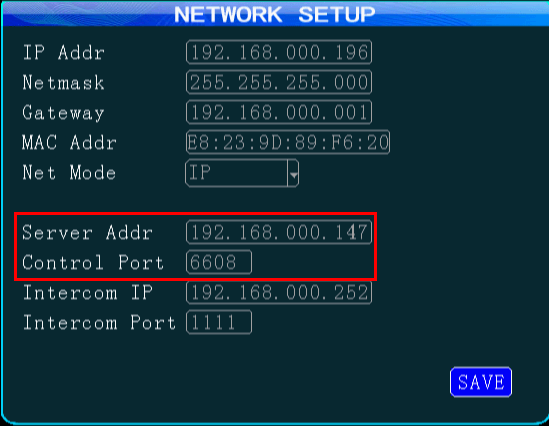 NETWORK SETUP
IP Addr 192.168.000.196
Netmask 255.255.255.000
Gateway 192.168.000.001
MAC Addr E8:23:9D:89:F6:20
Net Mode IP
Server Addr 192.168.000.147
Control Port 6608
Intercom IP 192.168.000.252
Intercom Port 1111
SAVE